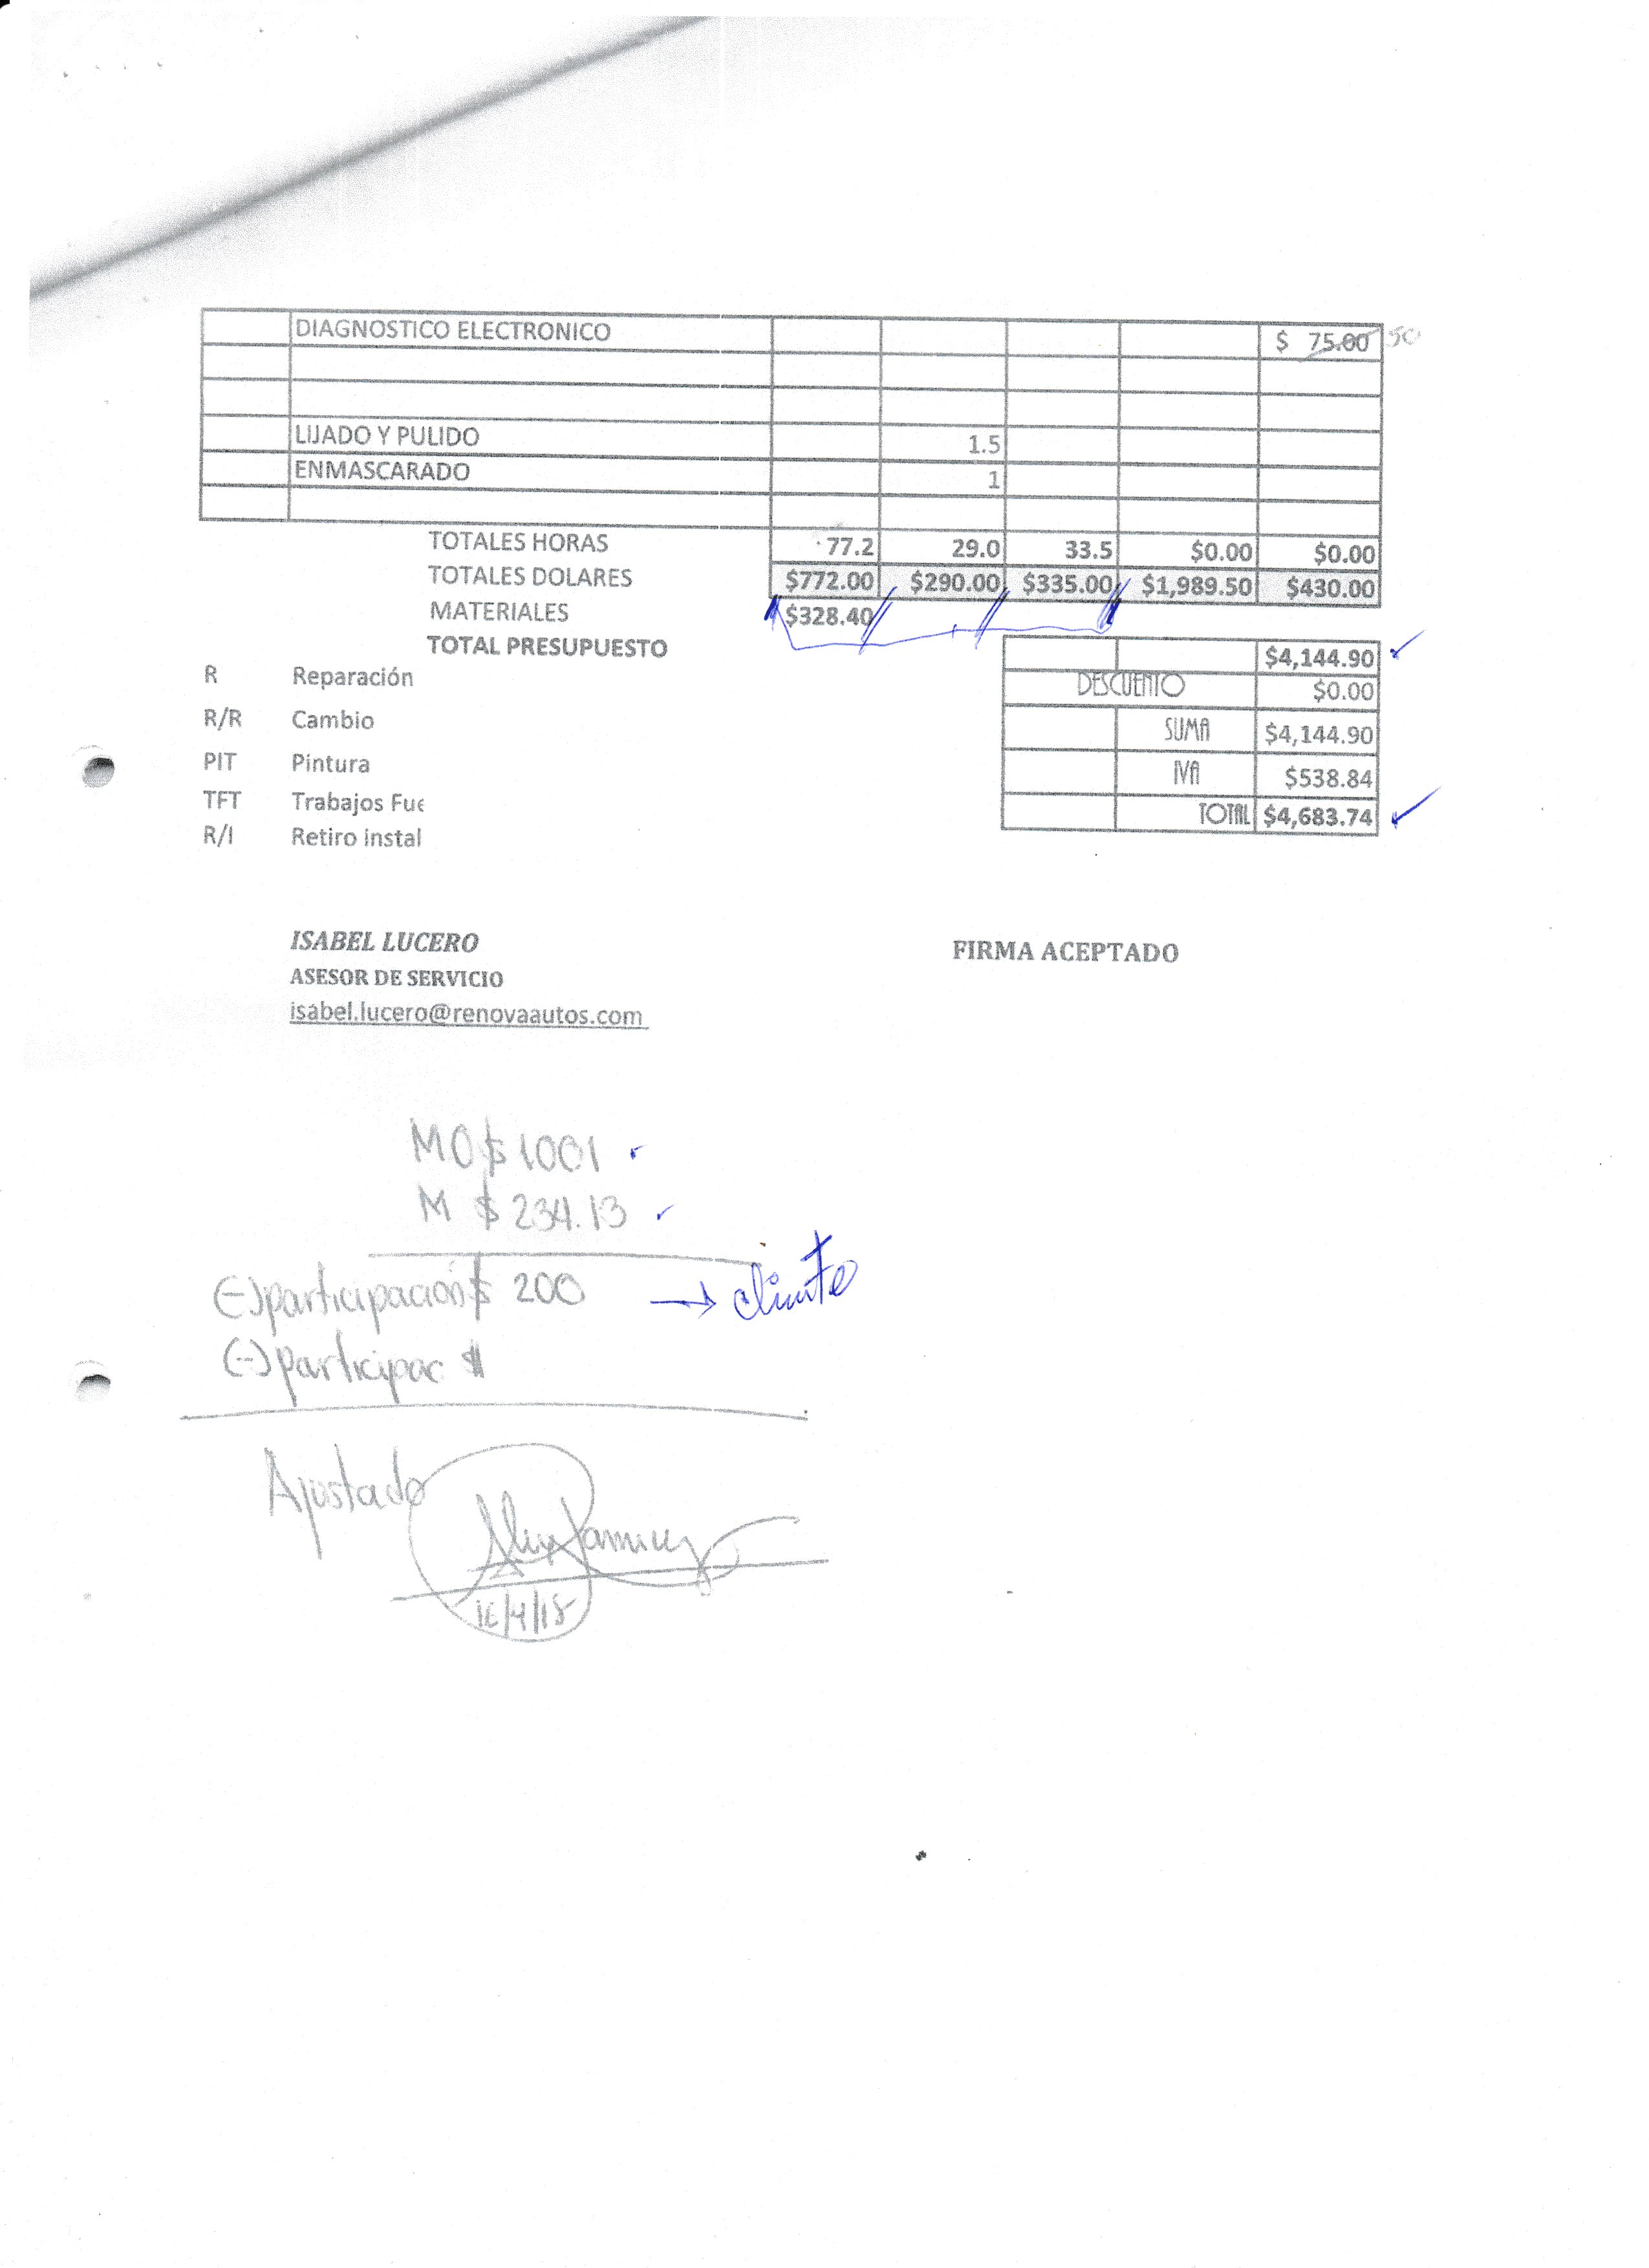 DIAGNOSTICO ELECTRONICO $ 75.00 50
LIJADO Y PULIDO 1.5
ENMASCARADO 1
TOTALES HORAS 77.2 29.0 33.5 $0.00 $0.00
TOTALES DOLARES $772.00 $290.00 $335.00 $1,989.50 $430.00
MATERIALES $328.40
TOTAL PRESUPUESTO $4,144.90
DESCUENTO $0.00
SUMA $4,144.90
IVA $538.84
TOTAL $4,683.74
R Reparación
R/R Cambio
PIT Pintura
TFT Trabajos Fue
R/I Retiro instal
ISABEL LUCERO
ASESOR DE SERVICIO
isabel.lucero@renovaautos.com
FIRMA ACEPTADO
MO $ 1001
M $ 234.13
(-) participación $ 200 → cliente
(-) participac $
Ajustado
16/4/15